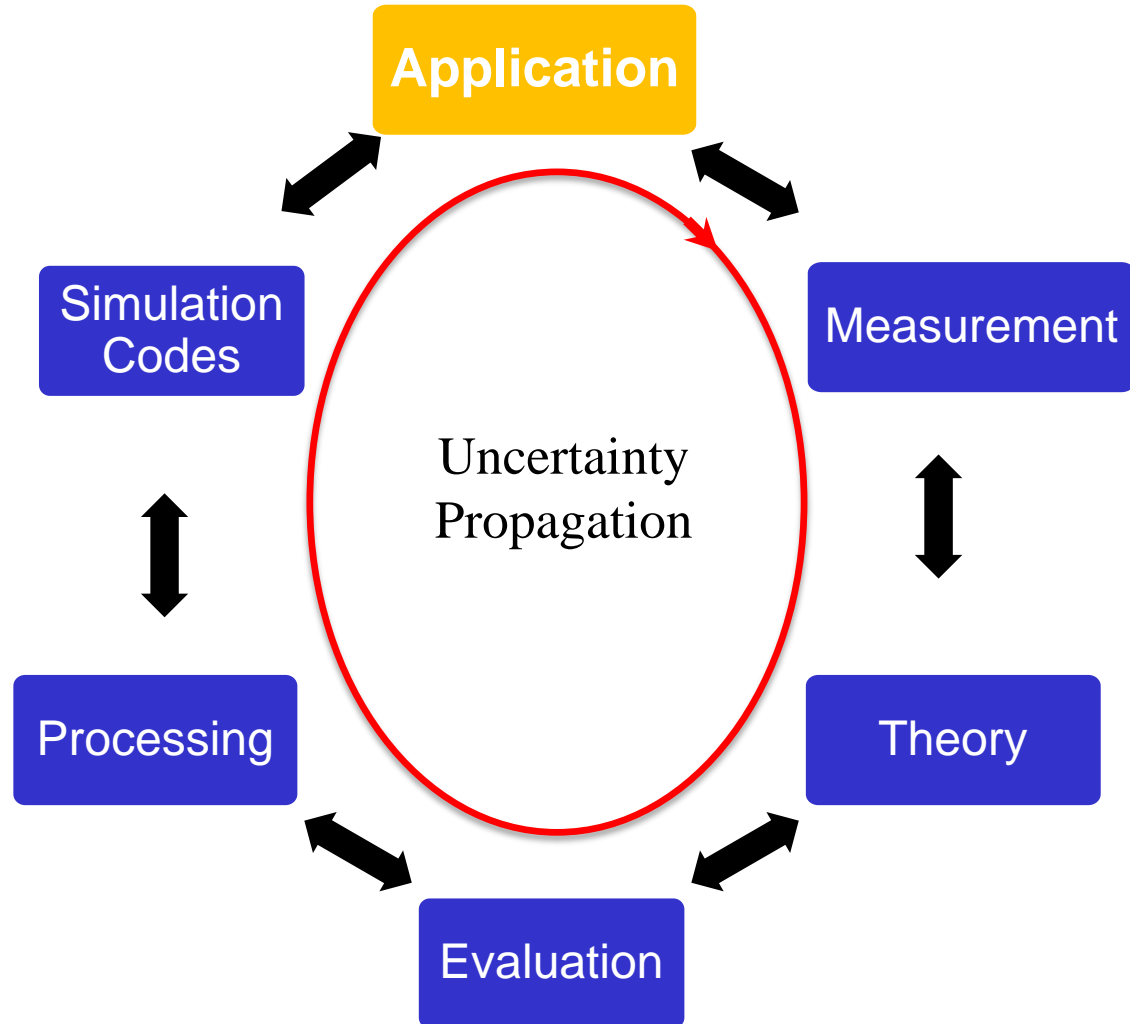 Application
Simulation
Codes
Measurement
Uncertainty
Propagation
Processing
Theory
Evaluation